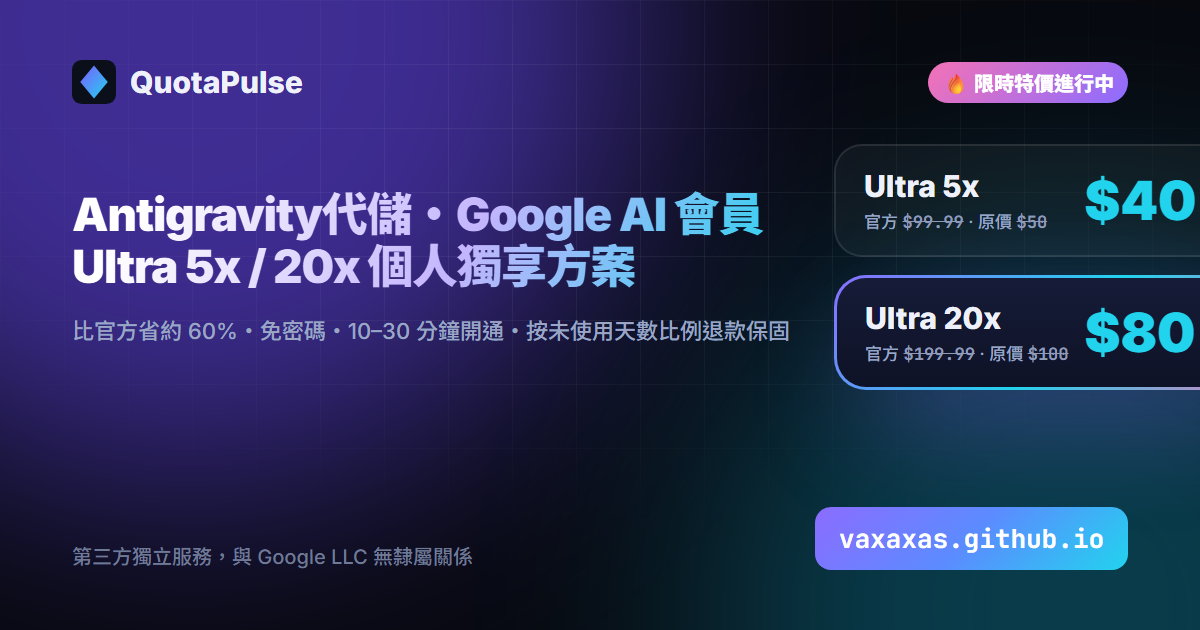 QuotaPulse
🔥 限時特價進行中
Antigravity代儲・Google AI 會員
Ultra 5x / 20x 個人獨享方案
比官方省約 60%・免密碼・10–30 分鐘開通・按未使用天數比例退款保固
Ultra 5x
官方 $99.99 · 原價 $50
$40
Ultra 20x
官方 $199.99 · 原價 $100
$80
第三方獨立服務，與 Google LLC 無隸屬關係
vaxaxas.github.io